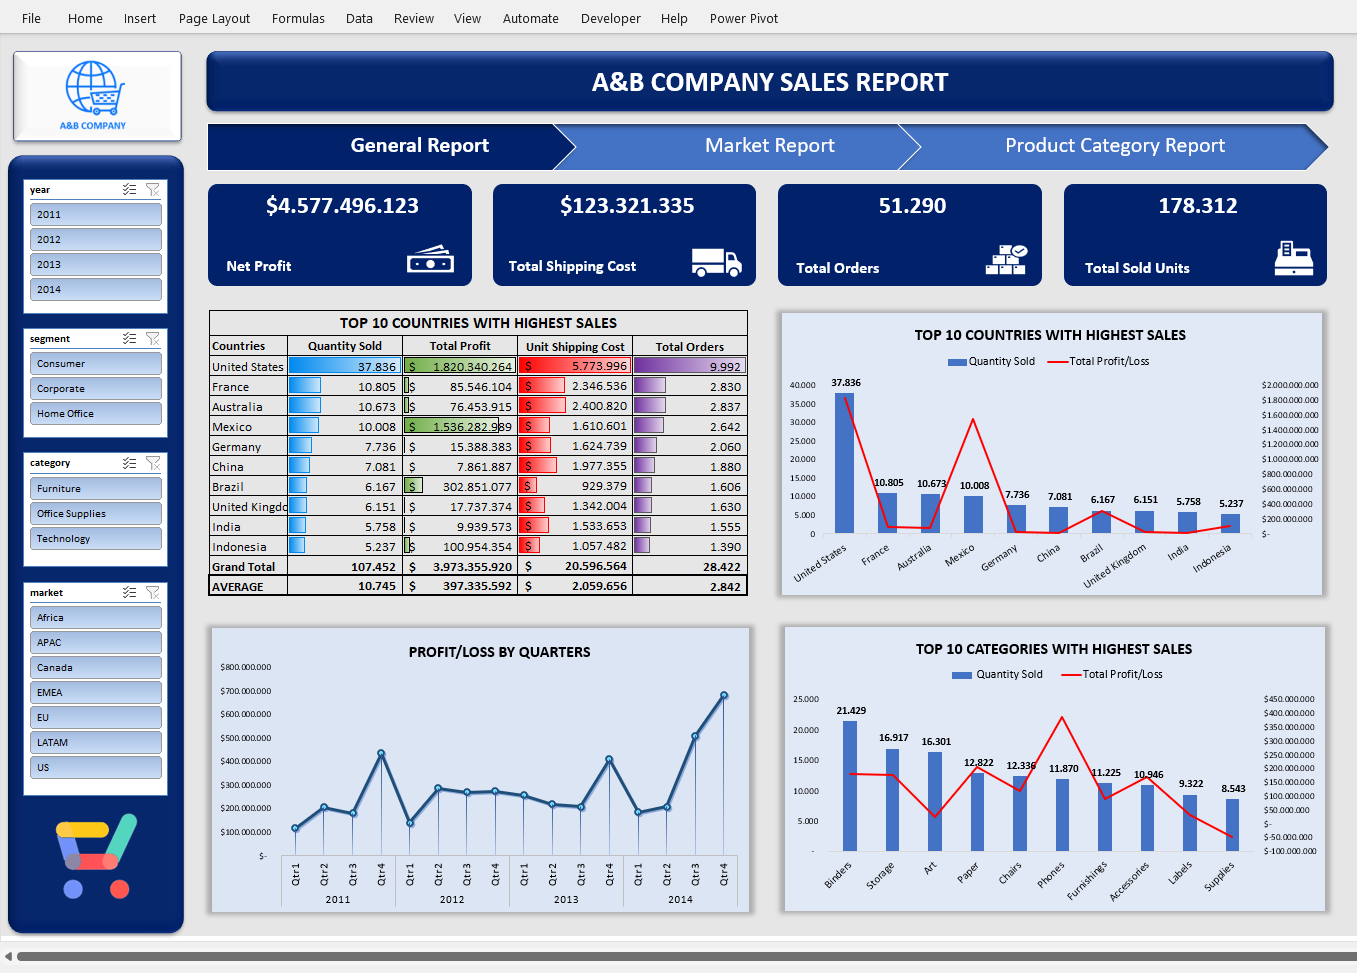 File Home Insert Page Layout Formulas Data Review View Automate Developer Help Power Pivot
A&B COMPANY
A&B COMPANY SALES REPORT
General Report Market Report Product Category Report
$4.577.496.123
Net Profit
$123.321.335
Total Shipping Cost
51.290
Total Orders
178.312
Total Sold Units
year
2011
2012
2013
2014
segment
Consumer
Corporate
Home Office
category
Furniture
Office Supplies
Technology
market
Africa
APAC
Canada
EMEA
EU
LATAM
US
TOP 10 COUNTRIES WITH HIGHEST SALES
Countries Quantity Sold Total Profit Unit Shipping Cost Total Orders
United States 37.836 $ 1.820.340.264 $ 5.773.996 9.992
France 10.805 $ 85.546.104 $ 2.346.536 2.830
Australia 10.673 $ 76.453.915 $ 2.400.820 2.837
Mexico 10.008 $ 1.536.282.989 $ 1.610.601 2.642
Germany 7.736 $ 15.388.383 $ 1.624.739 2.060
China 7.081 $ 7.861.887 $ 1.977.355 1.880
Brazil 6.167 $ 302.851.077 $ 929.379 1.606
United Kingdo 6.151 $ 17.737.374 $ 1.342.004 1.630
India 5.758 $ 9.939.573 $ 1.533.653 1.555
Indonesia 5.237 $ 100.954.354 $ 1.057.482 1.390
Grand Total 107.452 $ 3.973.355.920 $ 20.596.564 28.422
AVERAGE 10.745 $ 397.335.592 $ 2.059.656 2.842
TOP 10 COUNTRIES WITH HIGHEST SALES
Quantity Sold Total Profit/Loss
40.000
35.000
30.000
25.000
20.000
15.000
10.000
5.000
0
37.836 10.805 10.673 10.008 7.736 7.081 6.167 6.151 5.758 5.237
$2.000.000.000
$1.800.000.000
$1.600.000.000
$1.400.000.000
$1.200.000.000
$1.000.000.000
$800.000.000
$600.000.000
$400.000.000
$200.000.000
$-
United States France Australia Mexico Germany China Brazil United Kingdom India Indonesia
PROFIT/LOSS BY QUARTERS
$800.000.000
$700.000.000
$600.000.000
$500.000.000
$400.000.000
$300.000.000
$200.000.000
$100.000.000
$-
Qtr1 Qtr2 Qtr3 Qtr4 Qtr1 Qtr2 Qtr3 Qtr4 Qtr1 Qtr2 Qtr3 Qtr4 Qtr1 Qtr2 Qtr3 Qtr4
2011 2012 2013 2014
TOP 10 CATEGORIES WITH HIGHEST SALES
Quantity Sold Total Profit/Loss
25.000
20.000
15.000
10.000
5.000
-
21.429 16.917 16.301 12.822 12.336 11.870 11.225 10.946 9.322 8.543
$450.000.000
$400.000.000
$350.000.000
$300.000.000
$250.000.000
$200.000.000
$150.000.000
$100.000.000
$50.000.000
$-
$-50.000.000
$-100.000.000
Binders Storage Art Paper Chairs Phones Furnishings Accessories Labels Supplies